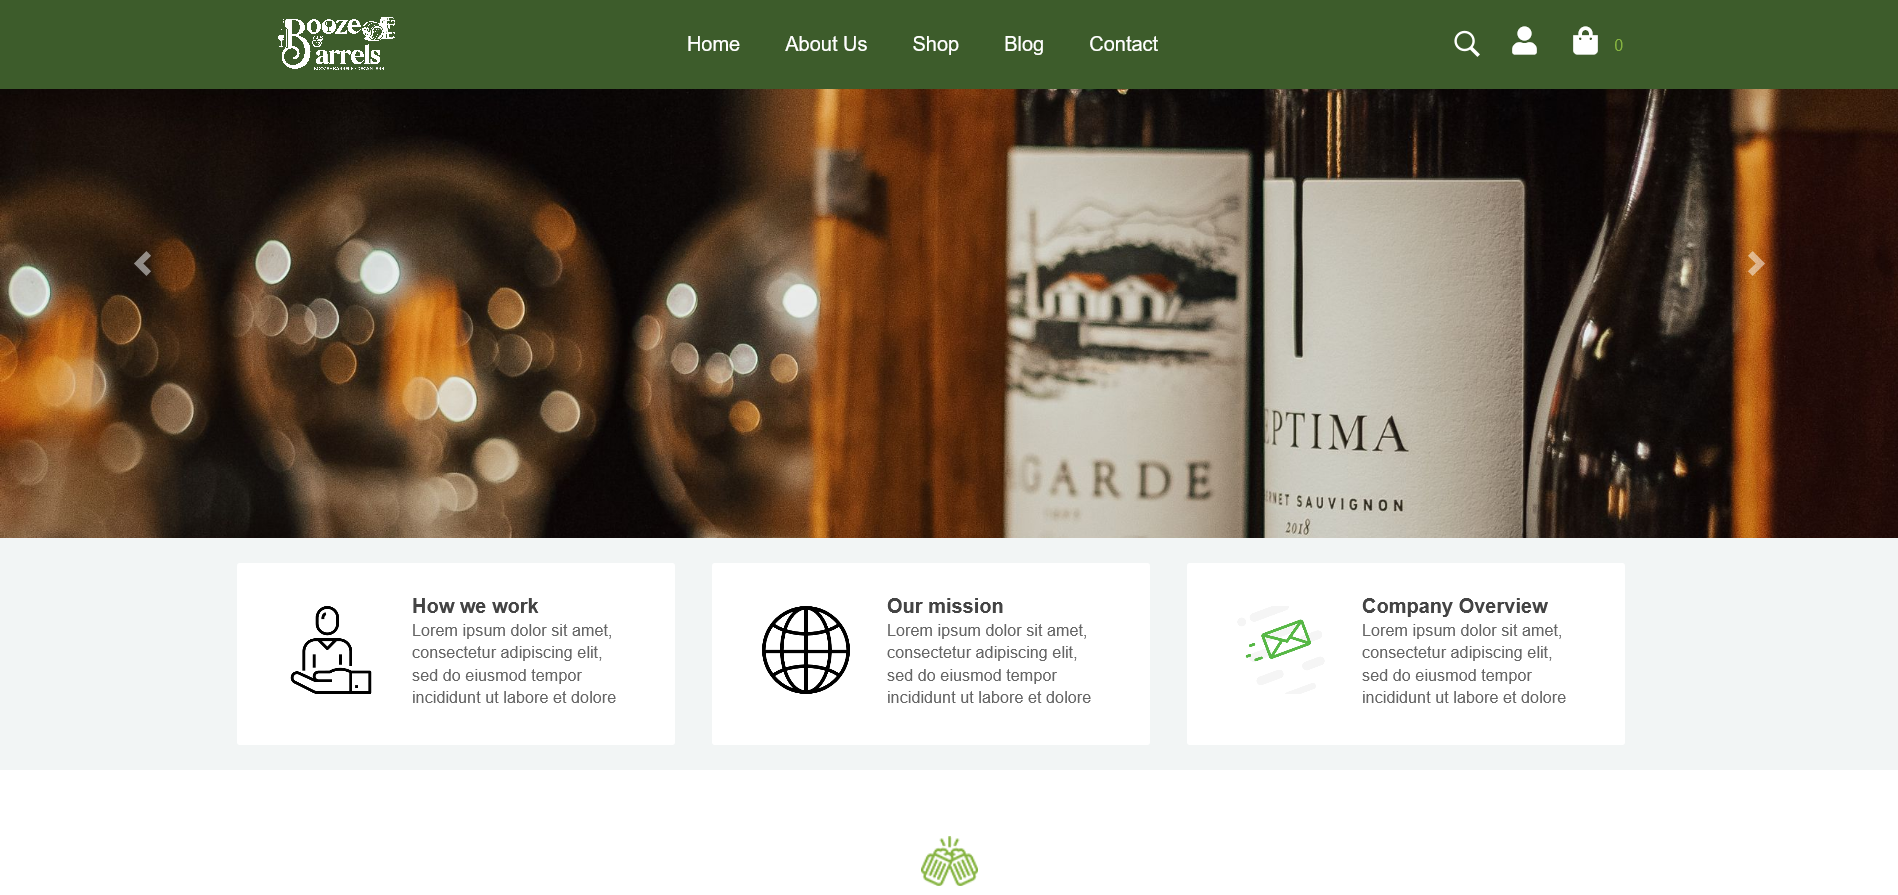 Booze
& Barrels
Home
About Us
Shop
Blog
Contact
0
GARDE
EPTIMA
SAUVIGNON
2018
How we work
Lorem ipsum dolor sit amet,
consectetur adipiscing elit,
sed do eiusmod tempor
incididunt ut labore et dolore
Our mission
Lorem ipsum dolor sit amet,
consectetur adipiscing elit,
sed do eiusmod tempor
incididunt ut labore et dolore
Company Overview
Lorem ipsum dolor sit amet,
consectetur adipiscing elit,
sed do eiusmod tempor
incididunt ut labore et dolore